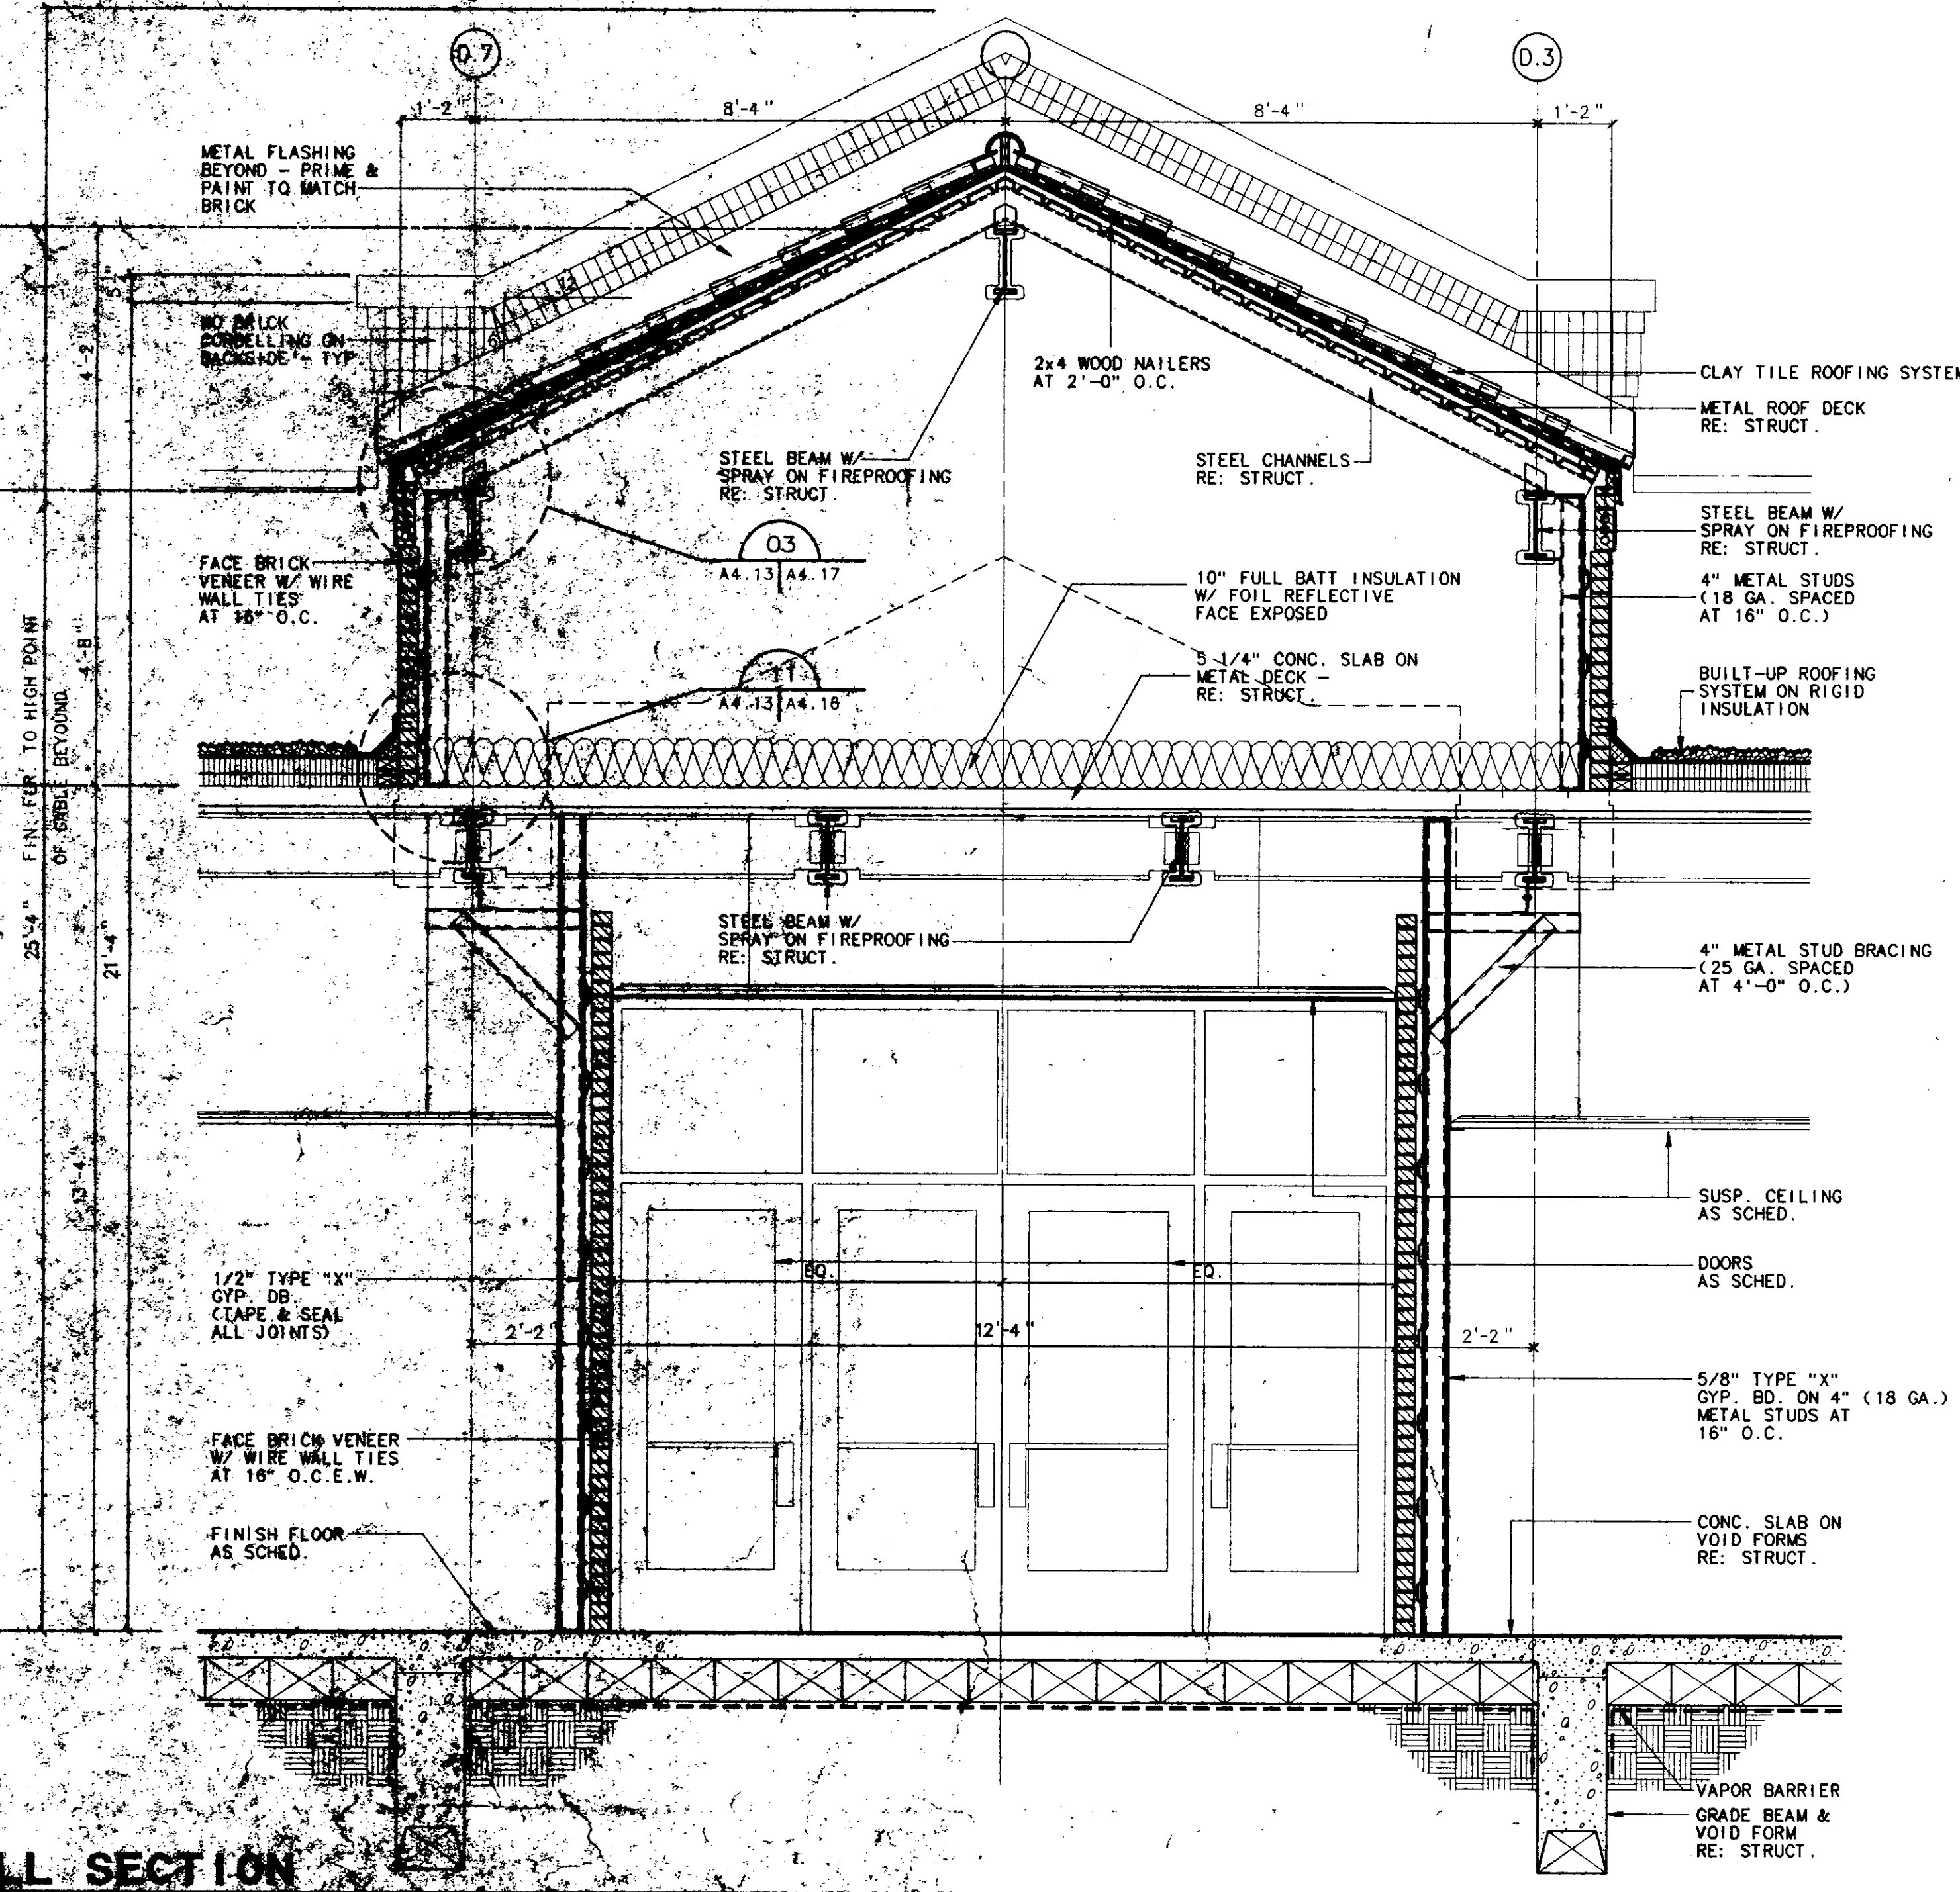 D.7
D.3
1'-2"
8'-4"
8'-4"
1'-2"
METAL FLASHING
BEYOND - PRIME &
PAINT TO MATCH
BRICK
NO BRICK
CORBELLING ON
BACKSIDE - TYP
12
6
5"
4'-2"
2x4 WOOD NAILERS
AT 2'-0" O.C.
CLAY TILE ROOFING SYSTEM
METAL ROOF DECK
RE: STRUCT.
STEEL BEAM W/
SPRAY ON FIREPROOFING
RE: STRUCT.
STEEL CHANNELS
RE: STRUCT.
STEEL BEAM W/
SPRAY ON FIREPROOFING
RE: STRUCT.
03
A4.13 A4.17
FACE BRICK
VENEER W/ WIRE
WALL TIES
AT 16" O.C.
10" FULL BATT INSULATION
W/ FOIL REFLECTIVE
FACE EXPOSED
4" METAL STUDS
(18 GA. SPACED
AT 16" O.C.)
11
A4.13 A4.18
5 1/4" CONC. SLAB ON
METAL DECK -
RE: STRUCT.
BUILT-UP ROOFING
SYSTEM ON RIGID
INSULATION
4'-8"
25'-4" FIN. FLR TO HIGH POINT
OF GABLE BEYOUND
21'-4"
13'-4"
STEEL BEAM W/
SPRAY ON FIREPROOFING
RE: STRUCT.
4" METAL STUD BRACING
(25 GA. SPACED
AT 4'-0" O.C.)
SUSP. CEILING
AS SCHED.
DOORS
AS SCHED.
EQ.
EQ.
1/2" TYPE "X"
GYP. DB.
(TAPE & SEAL
ALL JOINTS)
2'-2"
12'-4"
2'-2"
5/8" TYPE "X"
GYP. BD. ON 4" (18 GA.)
METAL STUDS AT
16" O.C.
FACE BRICK VENEER
W/ WIRE WALL TIES
AT 16" O.C.E.W.
FINISH FLOOR
AS SCHED.
CONC. SLAB ON
VOID FORMS
RE: STRUCT.
VAPOR BARRIER
GRADE BEAM &
VOID FORM
RE: STRUCT.
LL SECTION